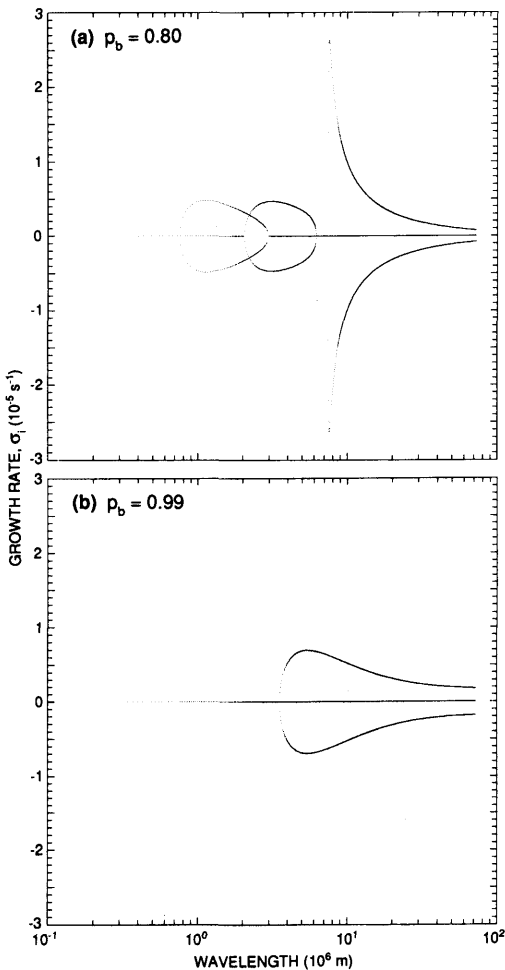 (a) p_b = 0.80
3
2
1
0
-1
-2
-3
GROWTH RATE, σ_i (10^-5 s^-1)
(b) p_b = 0.99
3
2
1
0
-1
-2
-3
10^-1 10^0 10^1 10^2
WAVELENGTH (10^6 m)